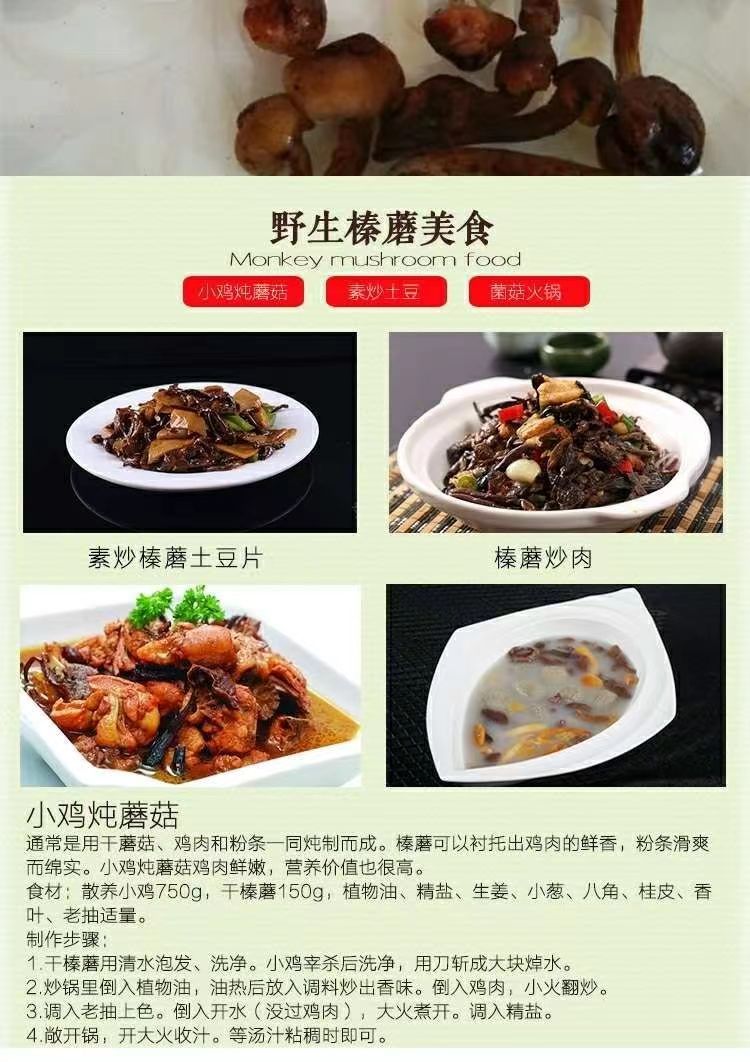 野生榛蘑美食
Monkey mushroom food
小鸡炖蘑菇 素炒土豆 菌菇火锅
素炒榛蘑土豆片 榛蘑炒肉
小鸡炖蘑菇
通常是用干蘑菇、鸡肉和粉条一同炖制而成。榛蘑可以衬托出鸡肉的鲜香，粉条滑爽
而绵实。小鸡炖蘑菇鸡肉鲜嫩，营养价值也很高。
食材；散养小鸡750g，干榛蘑150g，植物油、精盐、生姜、小葱、八角、桂皮、香
叶、老抽适量。
制作步骤；
1.干榛蘑用清水泡发、洗净。小鸡宰杀后洗净，用刀斩成大块焯水。
2.炒锅里倒入植物油，油热后放入调料炒出香味。倒入鸡肉，小火翻炒。
3.调入老抽上色。倒入开水（没过鸡肉），大火煮开。调入精盐。
4.敞开锅，开大火收汁。等汤汁粘稠时即可。